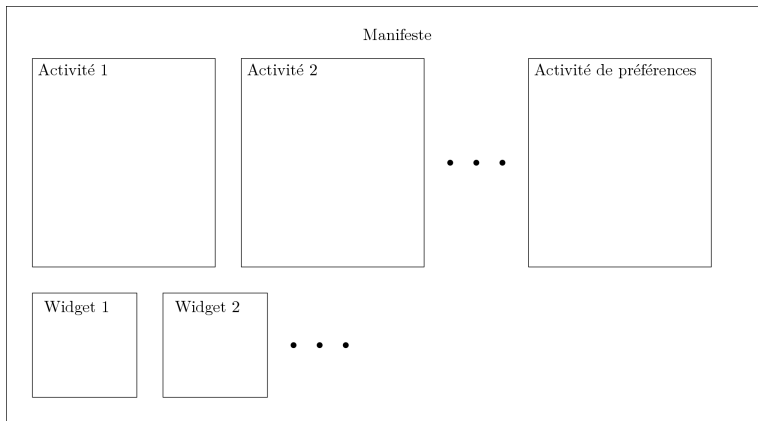 Manifeste
Activité 1
Activité 2
Activité de préférences
Widget 1
Widget 2